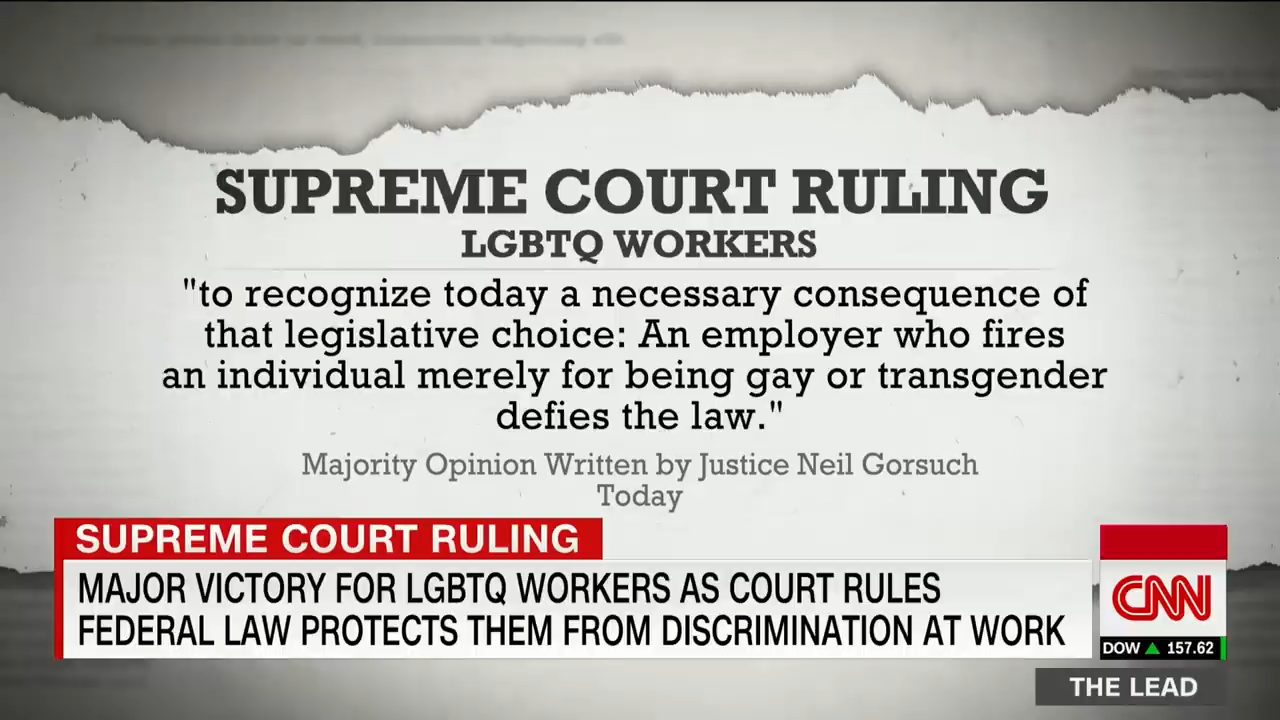 SUPREME COURT RULING
LGBTQ WORKERS
"to recognize today a necessary consequence of
that legislative choice: An employer who fires
an individual merely for being gay or transgender
defies the law."
Majority Opinion Written by Justice Neil Gorsuch
Today
SUPREME COURT RULING
MAJOR VICTORY FOR LGBTQ WORKERS AS COURT RULES
FEDERAL LAW PROTECTS THEM FROM DISCRIMINATION AT WORK
CNN
DOW ▲ 157.62
THE LEAD